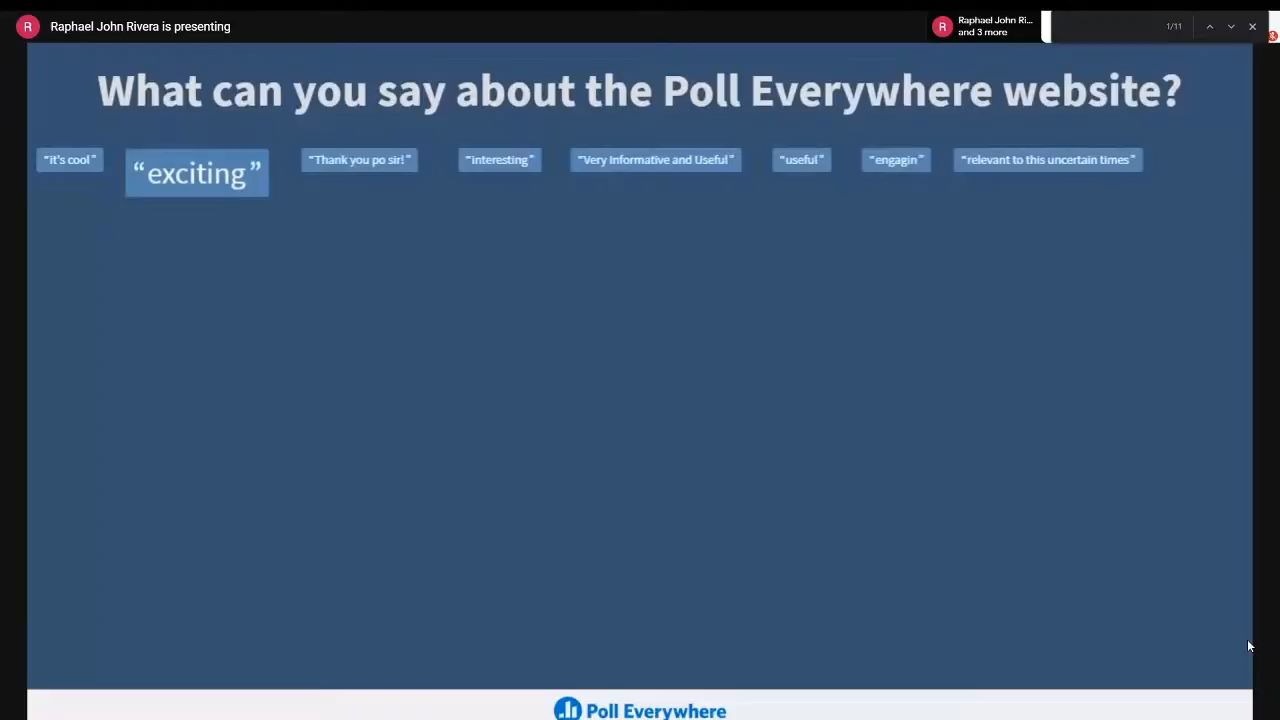 R Raphael John Rivera is presenting
R Raphael John Ri...
and 3 more
1/11
What can you say about the Poll Everywhere website?
“it's cool”
“exciting”
“Thank you po sir!”
“interesting”
“Very Informative and Useful”
“useful”
“engagin”
“relevant to this uncertain times”
Poll Everywhere